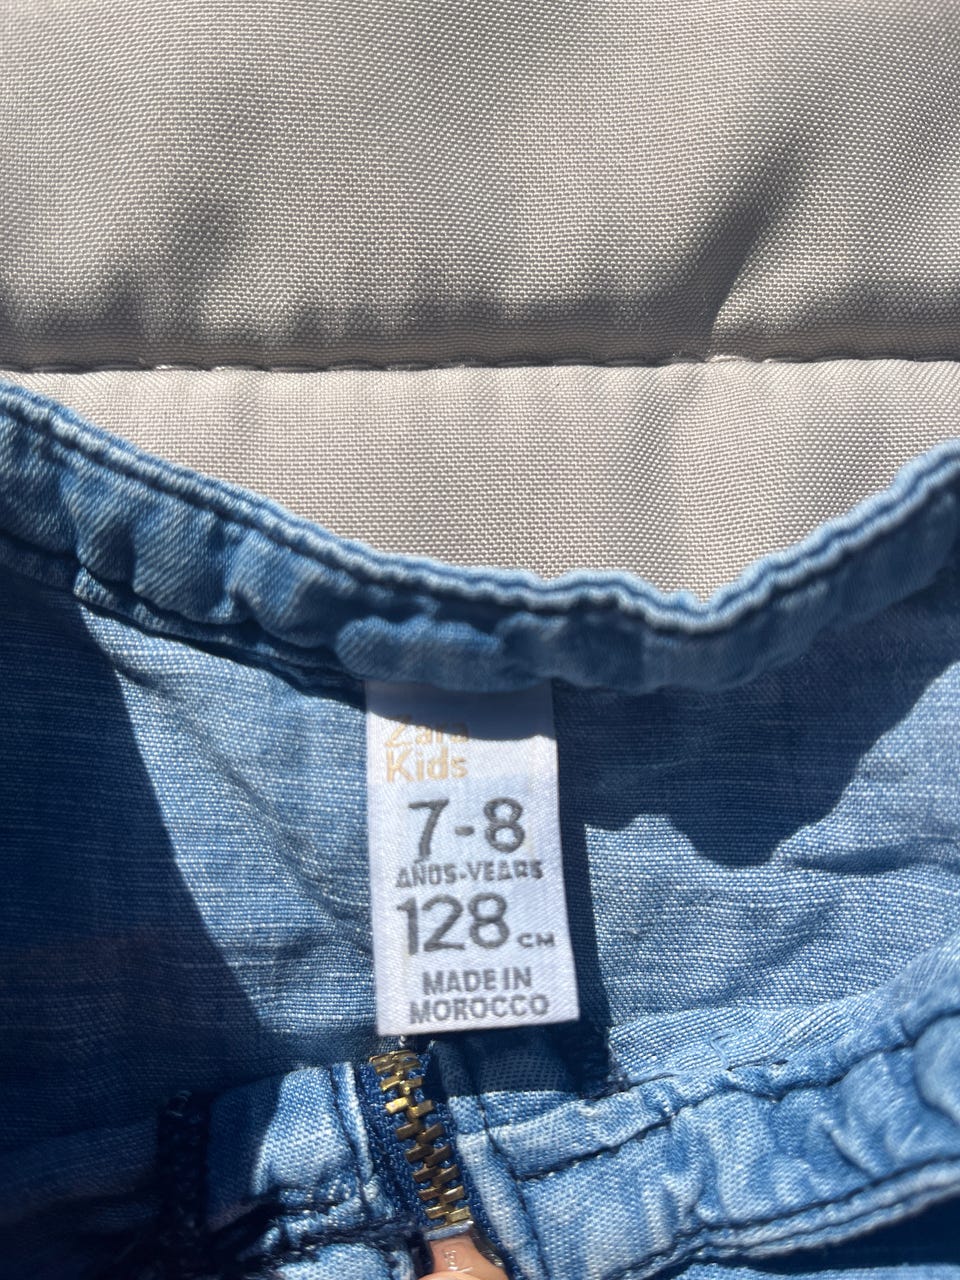 Zara
Kids
7-8
AÑOS-YEARS
128 CM
MADE IN
MOROCCO